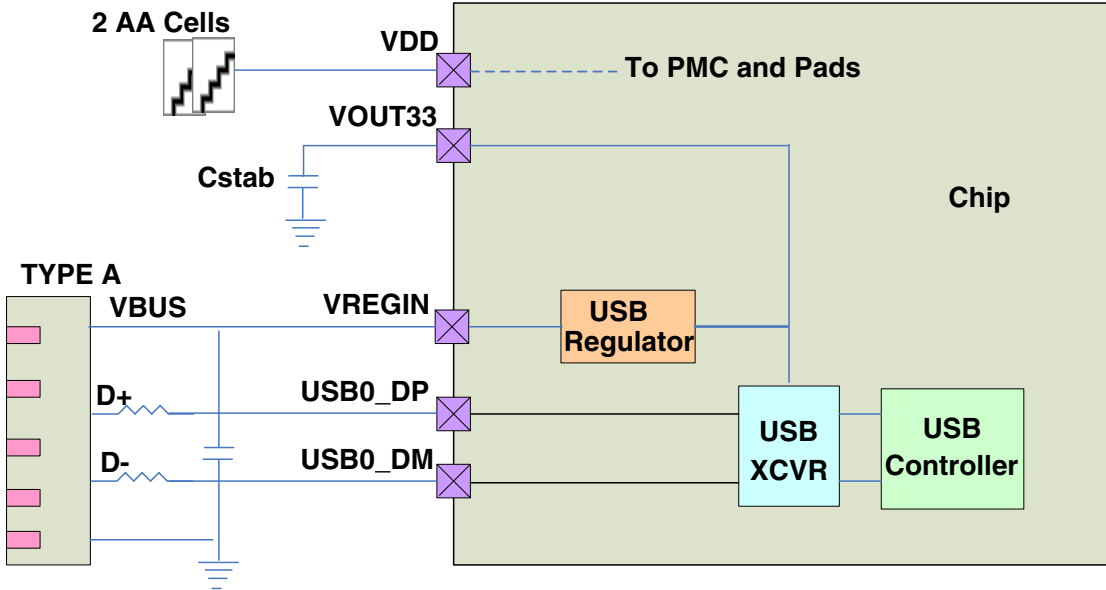 2 AA Cells
VDD
To PMC and Pads
VOUT33
Cstab
Chip
TYPE A
VBUS
VREGIN
USB
Regulator
D+
USB0_DP
D-
USB0_DM
USB
XCVR
USB
Controller